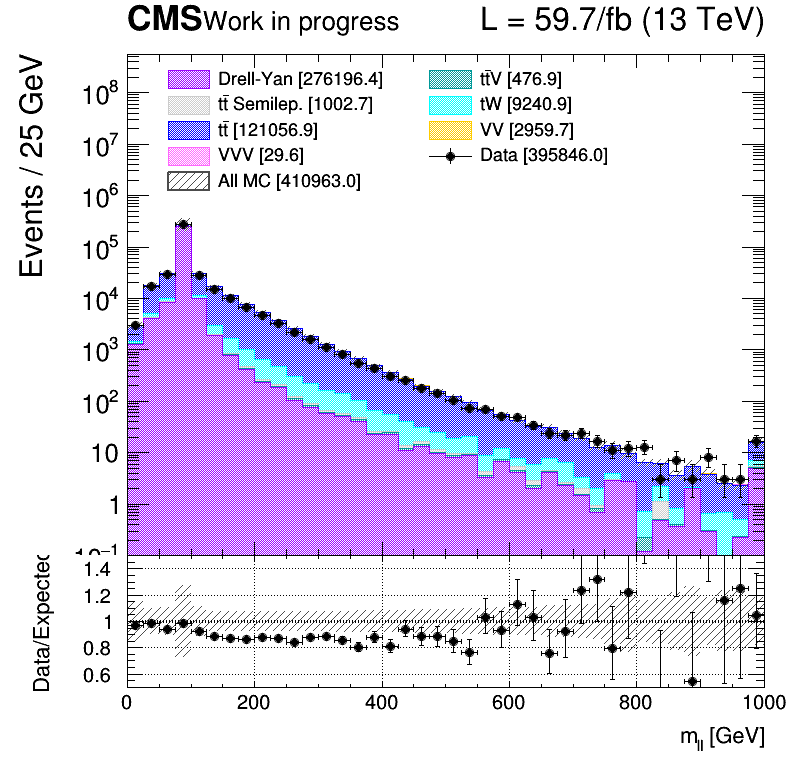 CMS Work in progress L = 59.7/fb (13 TeV)
Events / 25 GeV
Drell-Yan [276196.4]
tt̄ Semilep. [1002.7]
tt̄ [121056.9]
VVV [29.6]
All MC [410963.0]
tt̄V [476.9]
tW [9240.9]
VV [2959.7]
Data [395846.0]
10⁸
10⁷
10⁶
10⁵
10⁴
10³
10²
10
1
10⁻¹
Data/Expected
1.4
1.2
1
0.8
0.6
0 200 400 600 800 1000
m_ll [GeV]